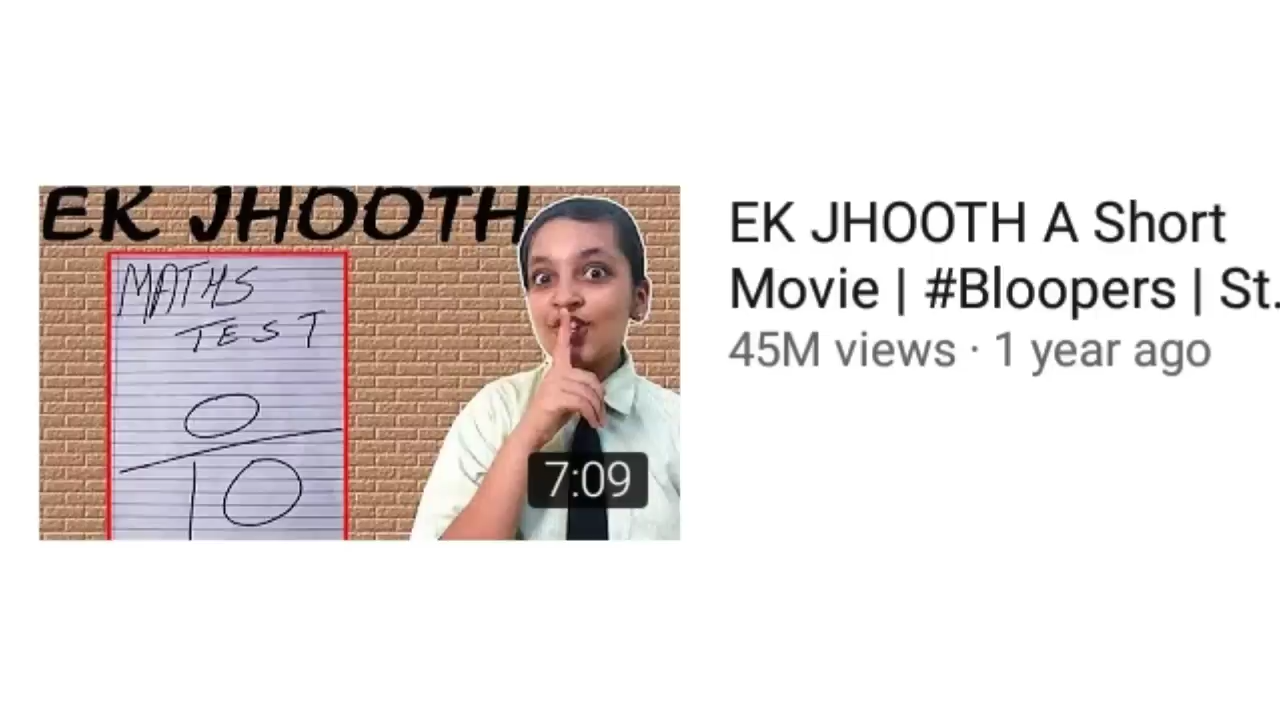 EK JHOOTH
MATHS
TEST
0
10
7:09
EK JHOOTH A Short
Movie | #Bloopers | St.
45M views · 1 year ago